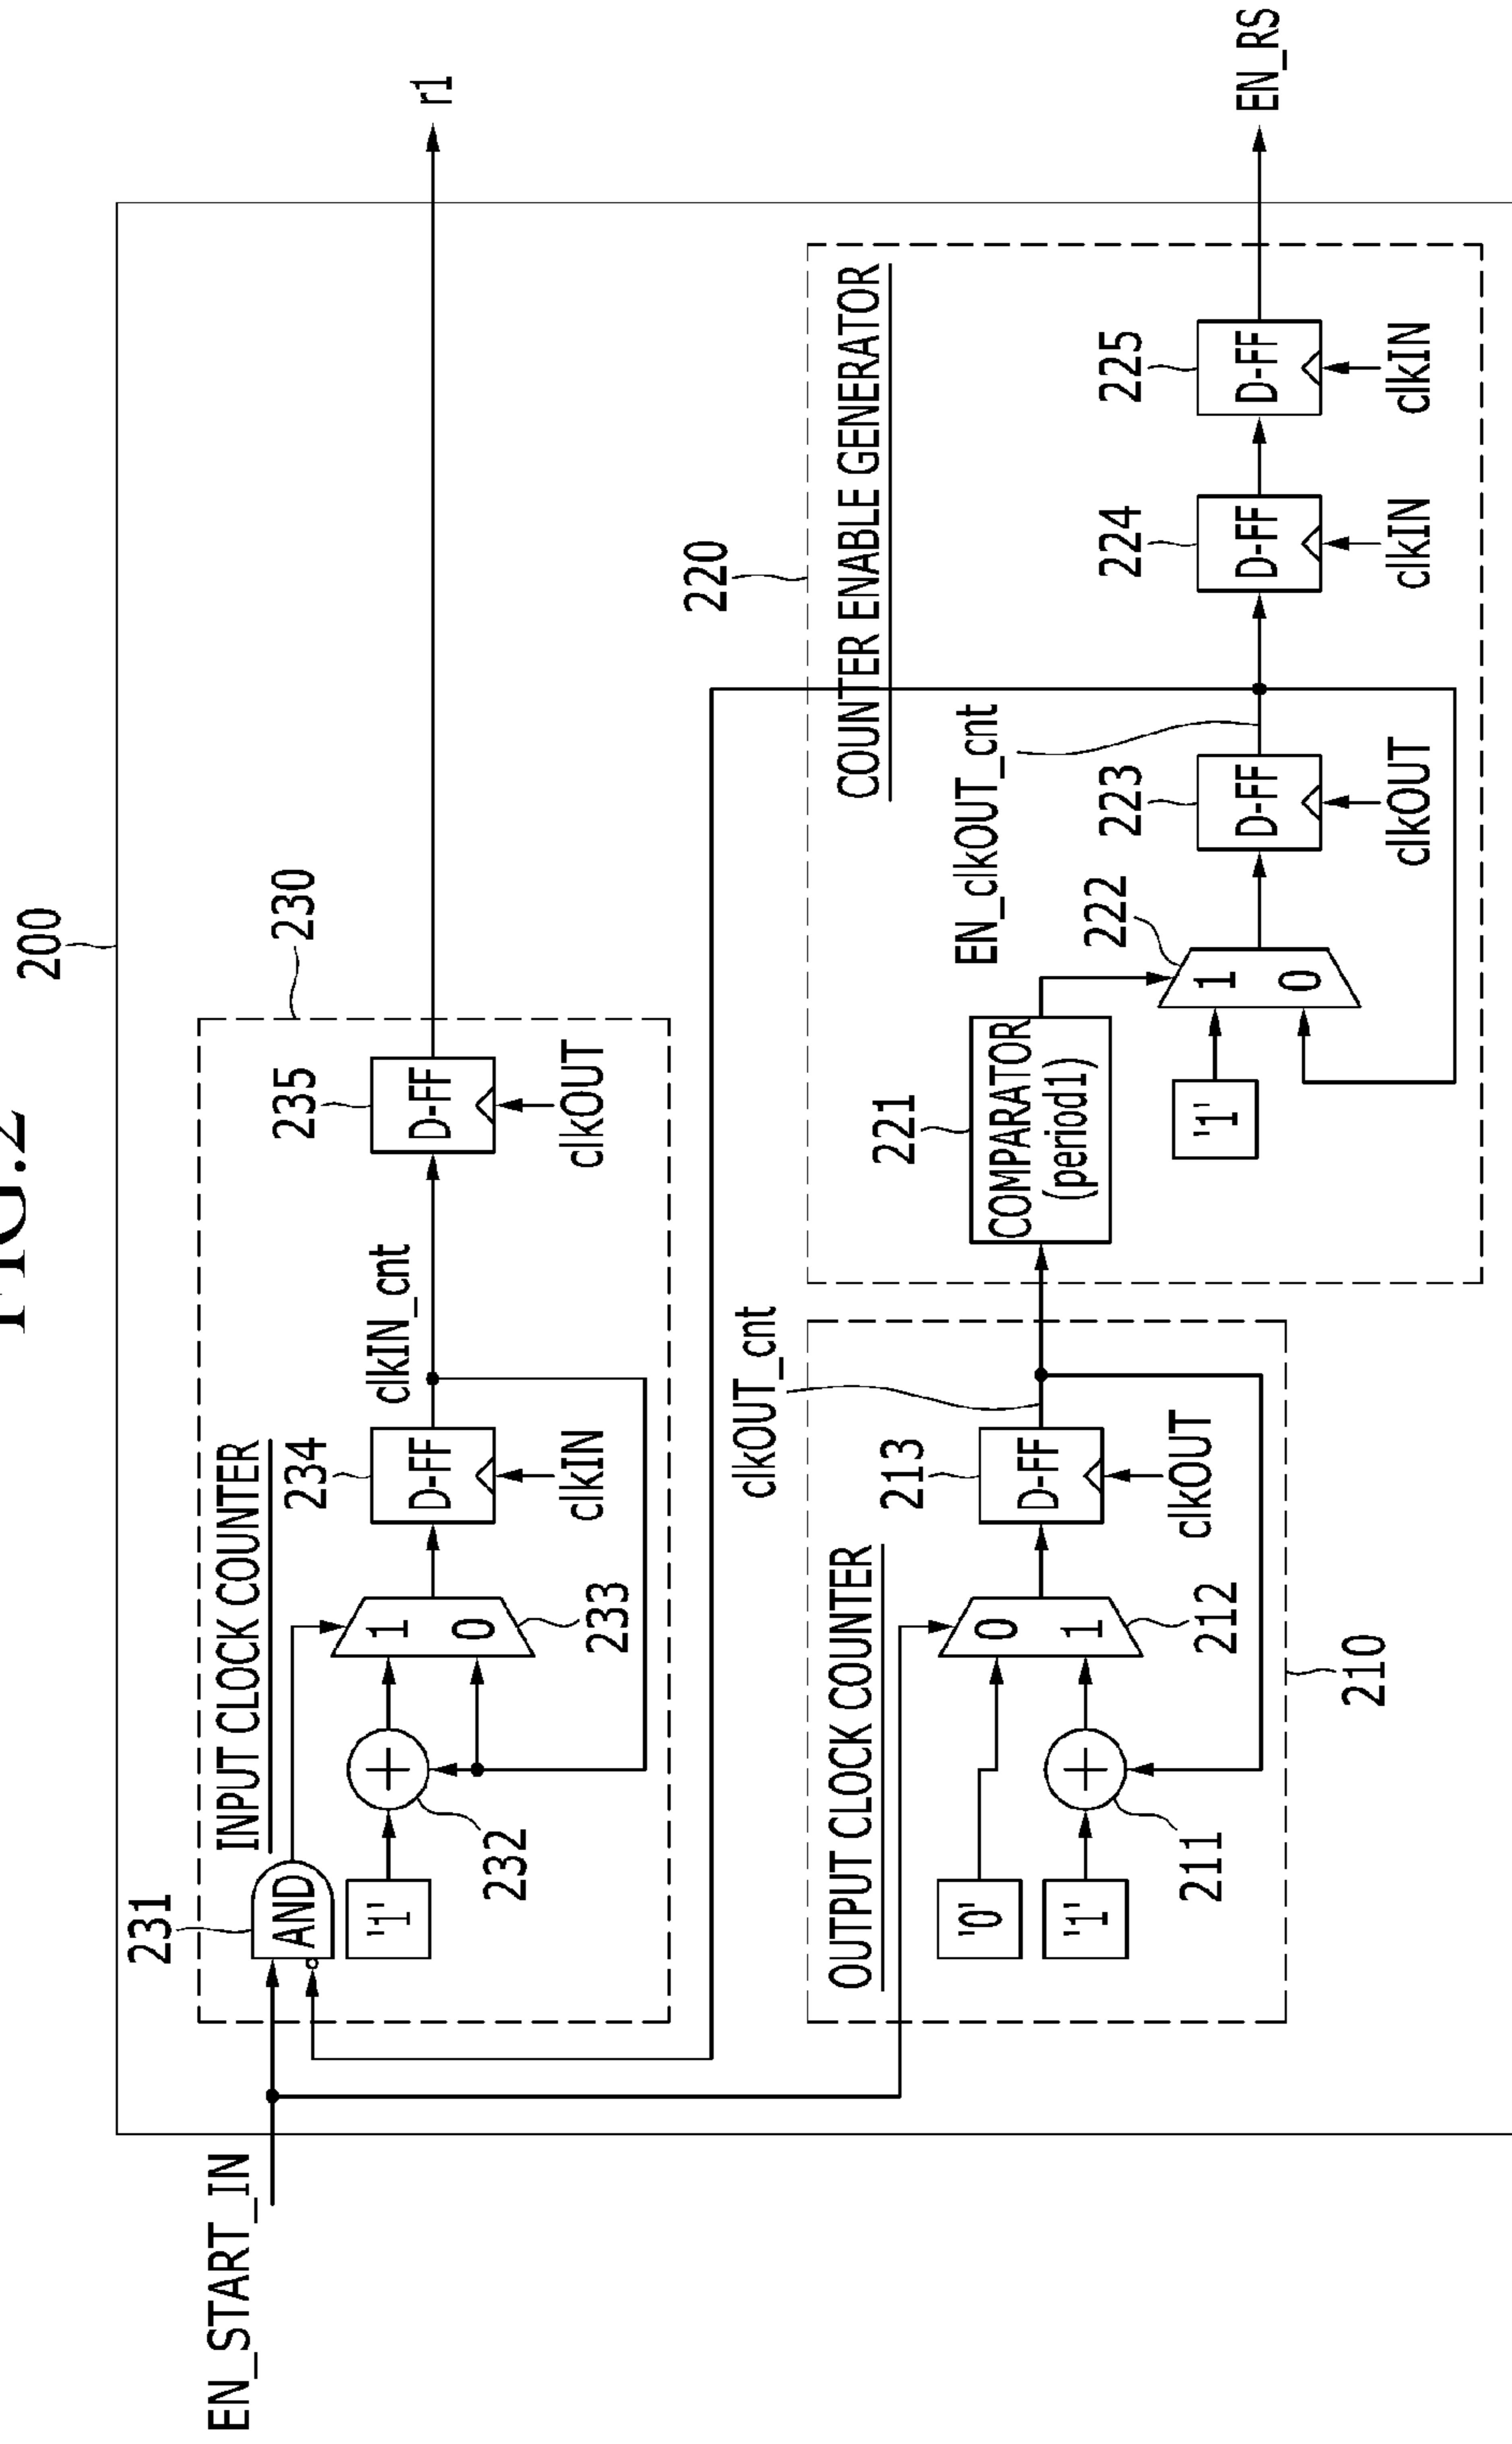 FIG.2
200
EN_START_IN
231
AND
INPUT CLOCK COUNTER
230
'1'
232
1
0
233
234
D-FF
clkIN
clkIN_cnt
235
D-FF
clkOUT
r1
OUTPUT CLOCK COUNTER
210
'0'
'1'
211
0
1
212
213
D-FF
clkOUT
clkOUT_cnt
220
COUNTER ENABLE GENERATOR
221
COMPARATOR
(period1)
'1'
1
0
222
EN_clkOUT_cnt
223
D-FF
clkOUT
224
D-FF
clkIN
225
D-FF
clkIN
EN_RS